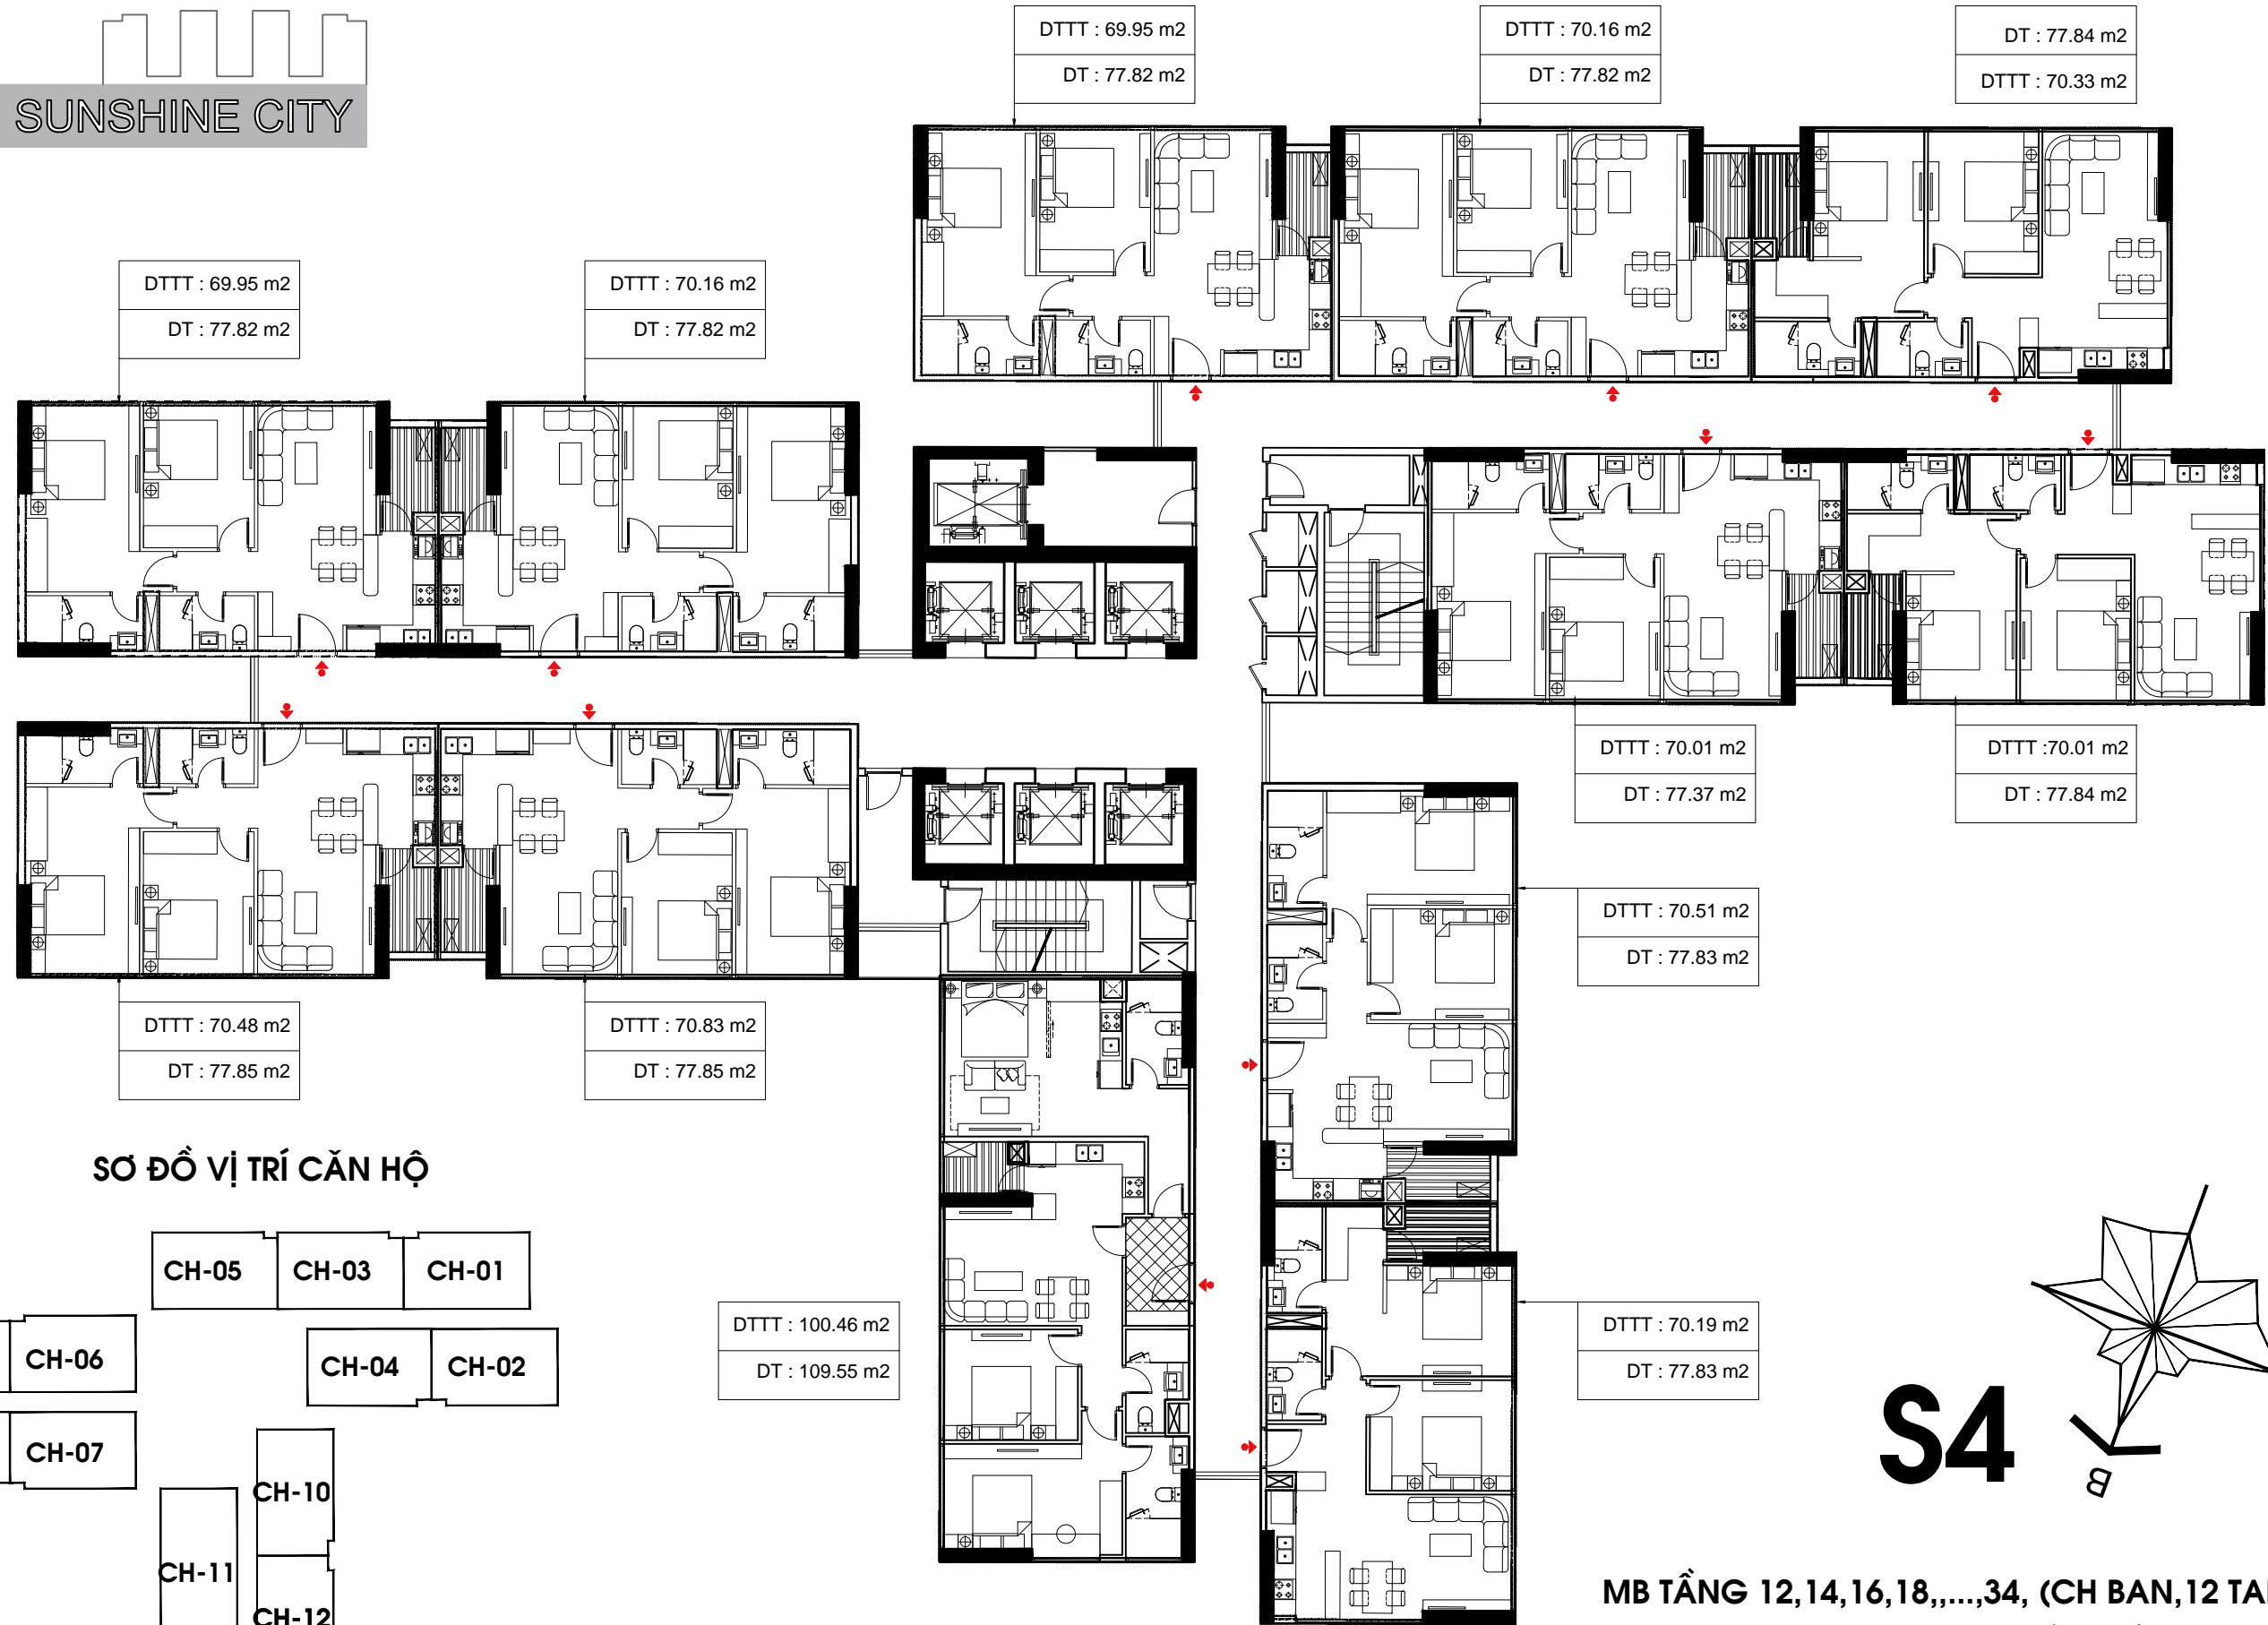 SUNSHINE CITY
DTTT : 69.95 m2
DT : 77.82 m2
DTTT : 70.16 m2
DT : 77.82 m2
DT : 77.84 m2
DTTT : 70.33 m2
DTTT : 69.95 m2
DT : 77.82 m2
DTTT : 70.16 m2
DT : 77.82 m2
DTTT : 70.01 m2
DT : 77.37 m2
DTTT :70.01 m2
DT : 77.84 m2
DTTT : 70.51 m2
DT : 77.83 m2
DTTT : 70.48 m2
DT : 77.85 m2
DTTT : 70.83 m2
DT : 77.85 m2
DTTT : 100.46 m2
DT : 109.55 m2
DTTT : 70.19 m2
DT : 77.83 m2
SƠ ĐỒ VỊ TRÍ CĂN HỘ
CH-05
CH-03
CH-01
CH-06
CH-04
CH-02
CH-07
CH-10
CH-11
CH-12
S4
B
MB TẦNG 12,14,16,18,,...,34, (CH BAN,12 TA